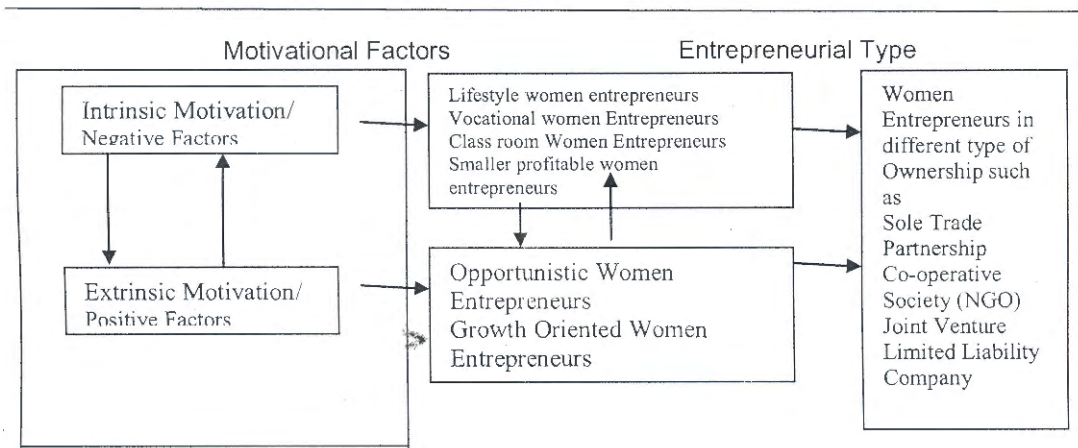 Motivational Factors
Entrepreneurial Type
Intrinsic Motivation/
Negative Factors
Extrinsic Motivation/
Positive Factors
Lifestyle women entrepreneurs
Vocational women Entrepreneurs
Class room Women Entrepreneurs
Smaller profitable women
entrepreneurs
Opportunistic Women
Entrepreneurs
Growth Oriented Women
Entrepreneurs
Women
Entrepreneurs in
different type of
Ownership such
as
Sole Trade
Partnership
Co-operative
Society (NGO)
Joint Venture
Limited Liability
Company